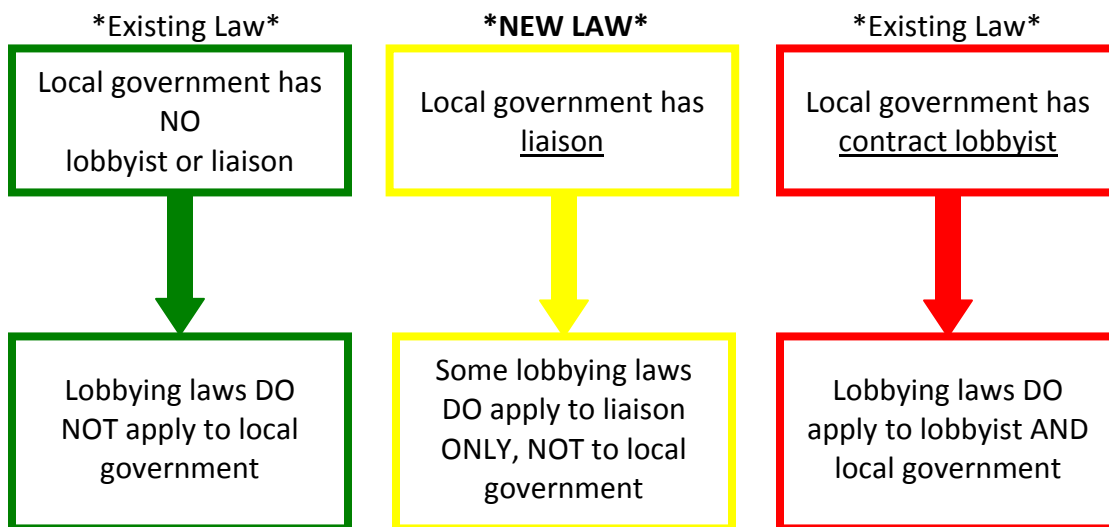 *Existing Law*
Local government has
NO
lobbyist or liaison
Lobbying laws DO
NOT apply to local
government
*NEW LAW*
Local government has
liaison
Some lobbying laws
DO apply to liaison
ONLY, NOT to local
government
*Existing Law*
Local government has
contract lobbyist
Lobbying laws DO
apply to lobbyist AND
local government